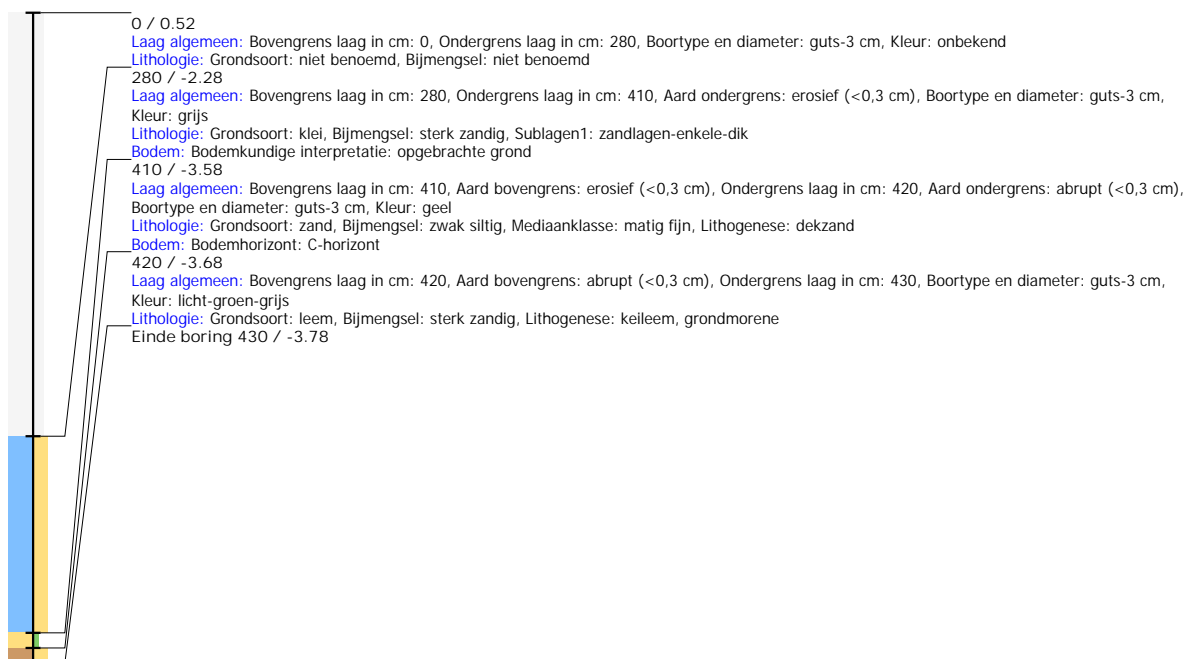 0 / 0.52
Laag algemeen: Bovengrens laag in cm: 0, Ondergrens laag in cm: 280, Boortype en diameter: guts-3 cm, Kleur: onbekend
Lithologie: Grondsoort: niet benoemd, Bijmengsel: niet benoemd
280 / -2.28
Laag algemeen: Bovengrens laag in cm: 280, Ondergrens laag in cm: 410, Aard ondergrens: erosief (<0,3 cm), Boortype en diameter: guts-3 cm,
Kleur: grijs
Lithologie: Grondsoort: klei, Bijmengsel: sterk zandig, Sublagen1: zandlagen-enkele-dik
Bodem: Bodemkundige interpretatie: opgebrachte grond
410 / -3.58
Laag algemeen: Bovengrens laag in cm: 410, Aard bovengrens: erosief (<0,3 cm), Ondergrens laag in cm: 420, Aard ondergrens: abrupt (<0,3 cm),
Boortype en diameter: guts-3 cm, Kleur: geel
Lithologie: Grondsoort: zand, Bijmengsel: zwak siltig, Mediaanklasse: matig fijn, Lithogenese: dekzand
Bodem: Bodemhorizont: C-horizont
420 / -3.68
Laag algemeen: Bovengrens laag in cm: 420, Aard bovengrens: abrupt (<0,3 cm), Ondergrens laag in cm: 430, Boortype en diameter: guts-3 cm,
Kleur: licht-groen-grijs
Lithologie: Grondsoort: leem, Bijmengsel: sterk zandig, Lithogenese: keileem, grondmorene
Einde boring 430 / -3.78